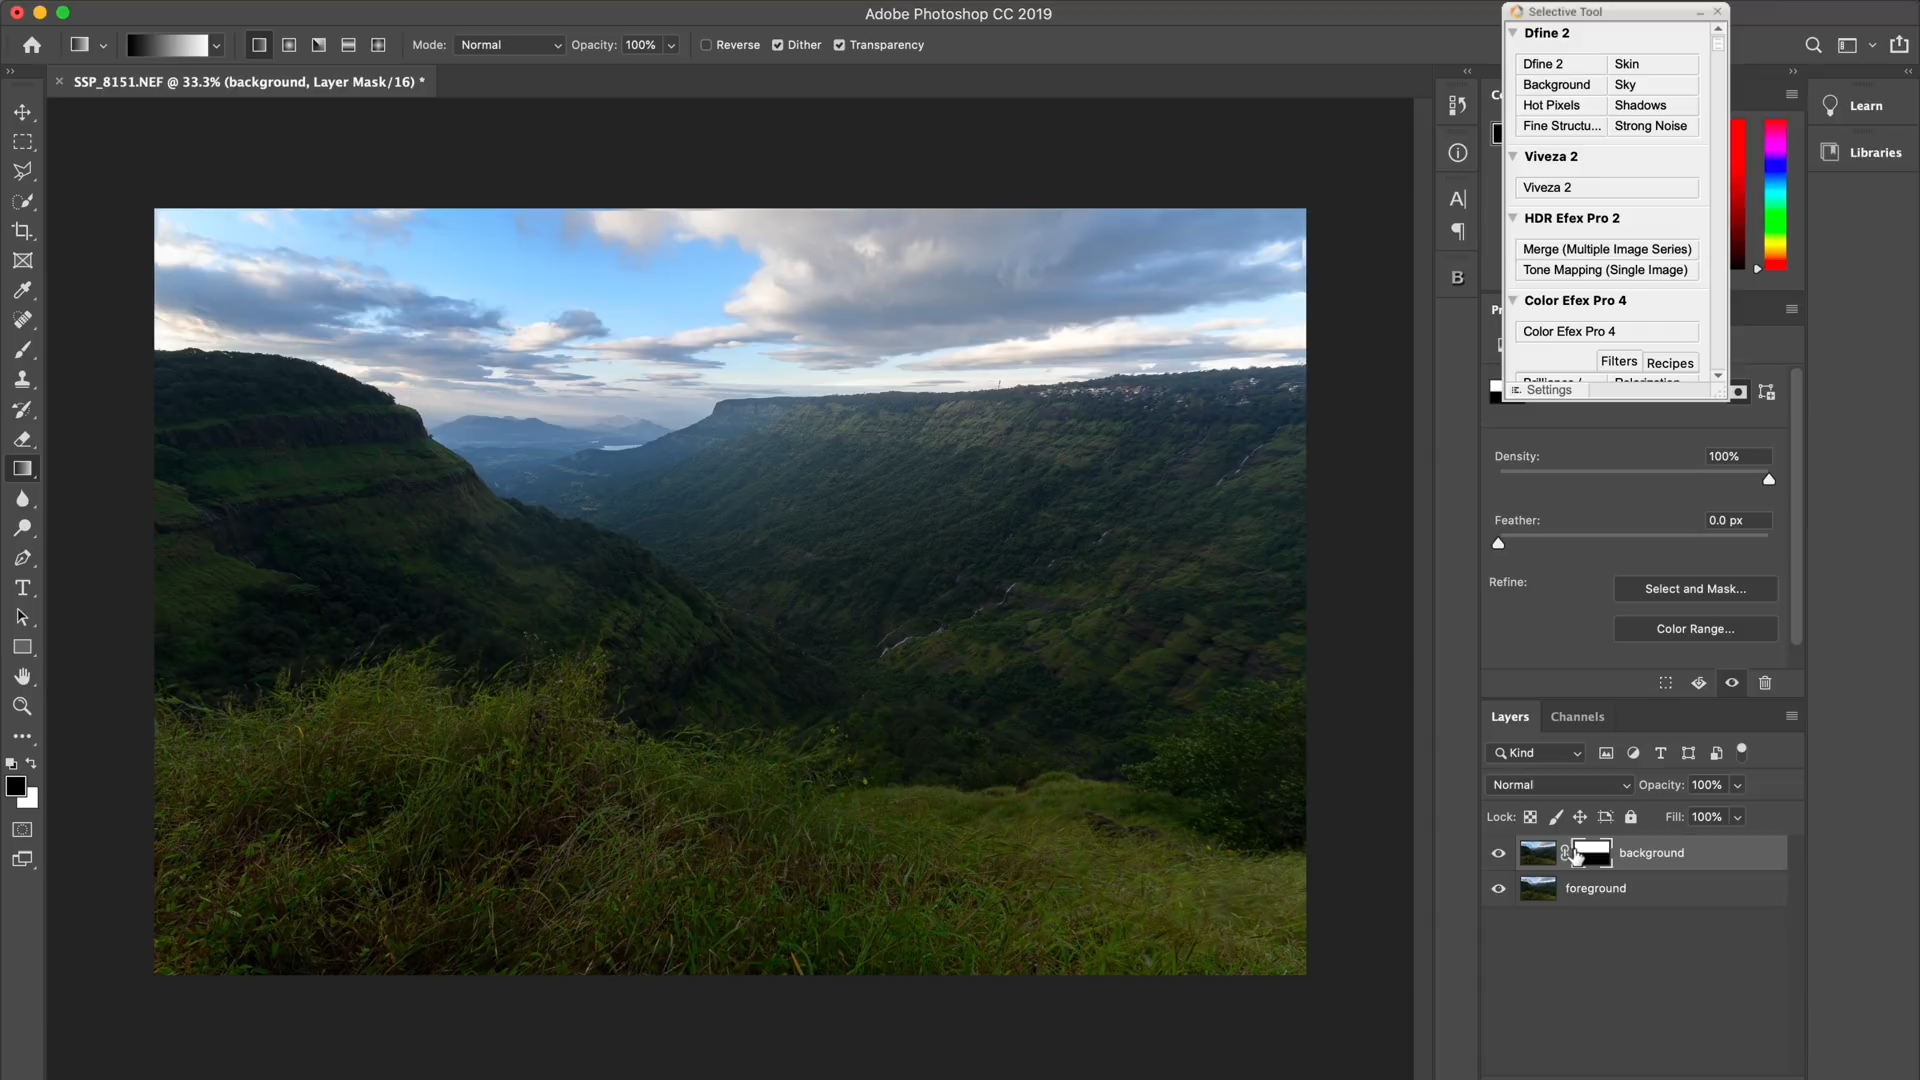 Adobe Photoshop CC 2019
Mode: Normal Opacity: 100% Reverse Dither Transparency
SSP_8151.NEF @ 33.3% (background, Layer Mask/16) *
Selective Tool
Dfine 2
Dfine 2 Skin
Background Sky
Hot Pixels Shadows
Fine Structu... Strong Noise
Viveza 2
Viveza 2
HDR Efex Pro 2
Merge (Multiple Image Series)
Tone Mapping (Single Image)
Color Efex Pro 4
Color Efex Pro 4
Filters Recipes
Settings
Learn
Libraries
Density: 100%
Feather: 0.0 px
Refine: Select and Mask...
Color Range...
Layers Channels
Kind
Normal Opacity: 100%
Lock: Fill: 100%
background
foreground